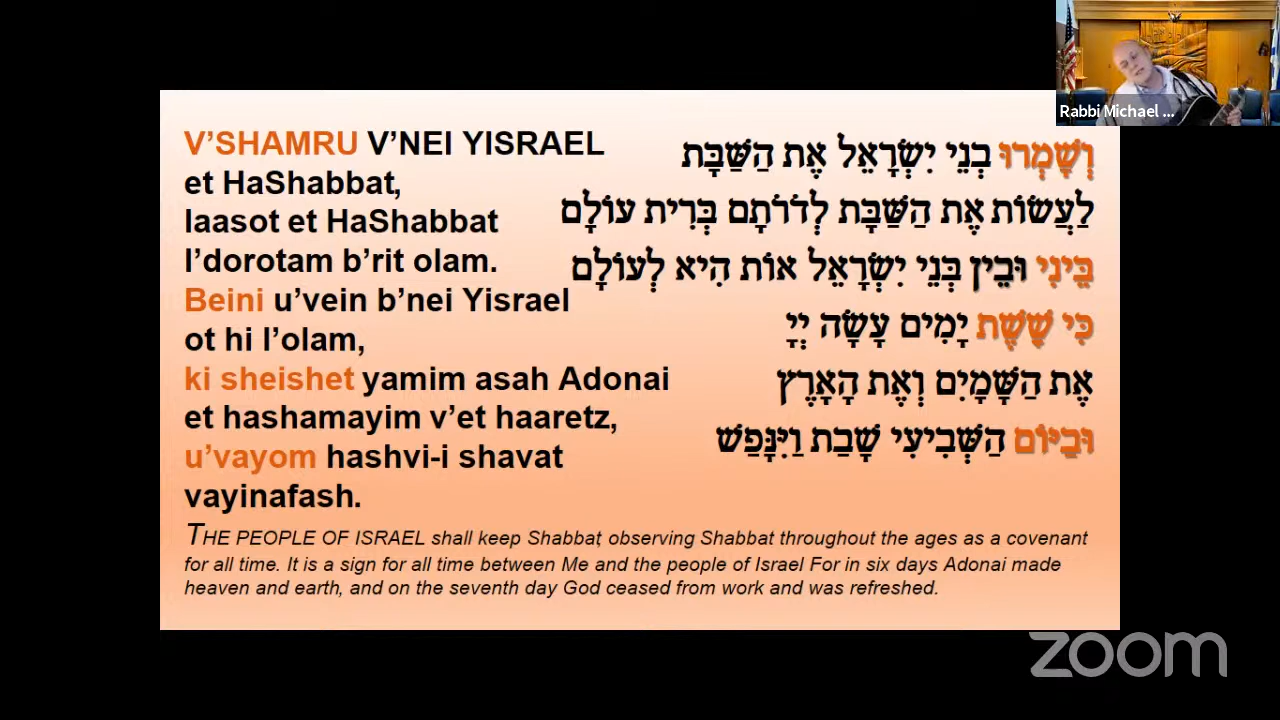 Rabbi Michael ...
V’SHAMRU V’NEI YISRAEL
et HaShabbat,
laasot et HaShabbat
l’dorotam b’rit olam.
Beini u’vein b’nei Yisrael
ot hi l’olam,
ki sheishet yamim asah Adonai
et hashamayim v’et haaretz,
u’vayom hashvi-i shavat
vayinafash.
וְשָׁמְרוּ בְנֵי יִשְׂרָאֵל אֶת הַשַּׁבָּת
לַעֲשׂוֹת אֶת הַשַּׁבָּת לְדֹרֹתָם בְּרִית עוֹלָם
בֵּינִי וּבֵין בְּנֵי יִשְׂרָאֵל אוֹת הִיא לְעוֹלָם
כִּי שֵׁשֶׁת יָמִים עָשָׂה יְיָ
אֶת הַשָּׁמַיִם וְאֶת הָאָרֶץ
וּבַיּוֹם הַשְּׁבִיעִי שָׁבַת וַיִּנָּפַשׁ
THE PEOPLE OF ISRAEL shall keep Shabbat, observing Shabbat throughout the ages as a covenant
for all time. It is a sign for all time between Me and the people of Israel For in six days Adonai made
heaven and earth, and on the seventh day God ceased from work and was refreshed.
zoom